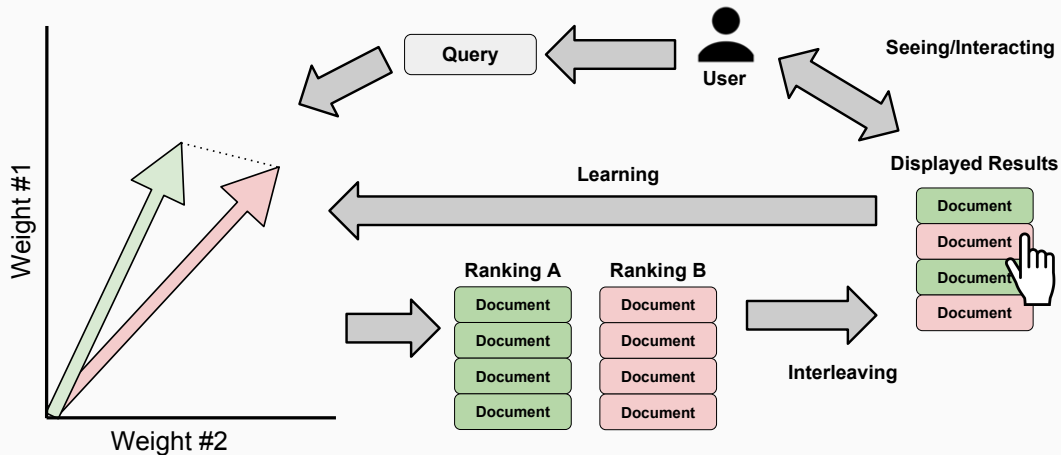 Query
User
Seeing/Interacting
Weight #1
Learning
Displayed Results
Document
Document
Document
Document
Ranking A
Document
Document
Document
Document
Ranking B
Document
Document
Document
Document
Interleaving
Weight #2